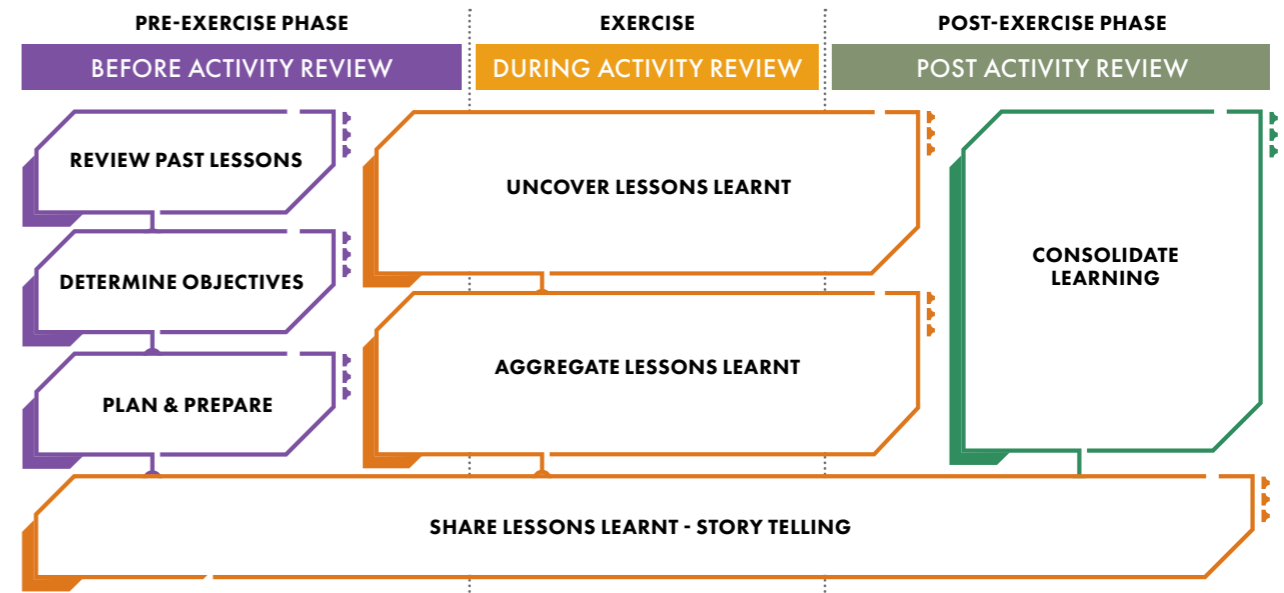 PRE-EXERCISE PHASE
EXERCISE
POST-EXERCISE PHASE
BEFORE ACTIVITY REVIEW
DURING ACTIVITY REVIEW
POST ACTIVITY REVIEW
REVIEW PAST LESSONS
DETERMINE OBJECTIVES
PLAN & PREPARE
UNCOVER LESSONS LEARNT
AGGREGATE LESSONS LEARNT
CONSOLIDATE
LEARNING
SHARE LESSONS LEARNT - STORY TELLING